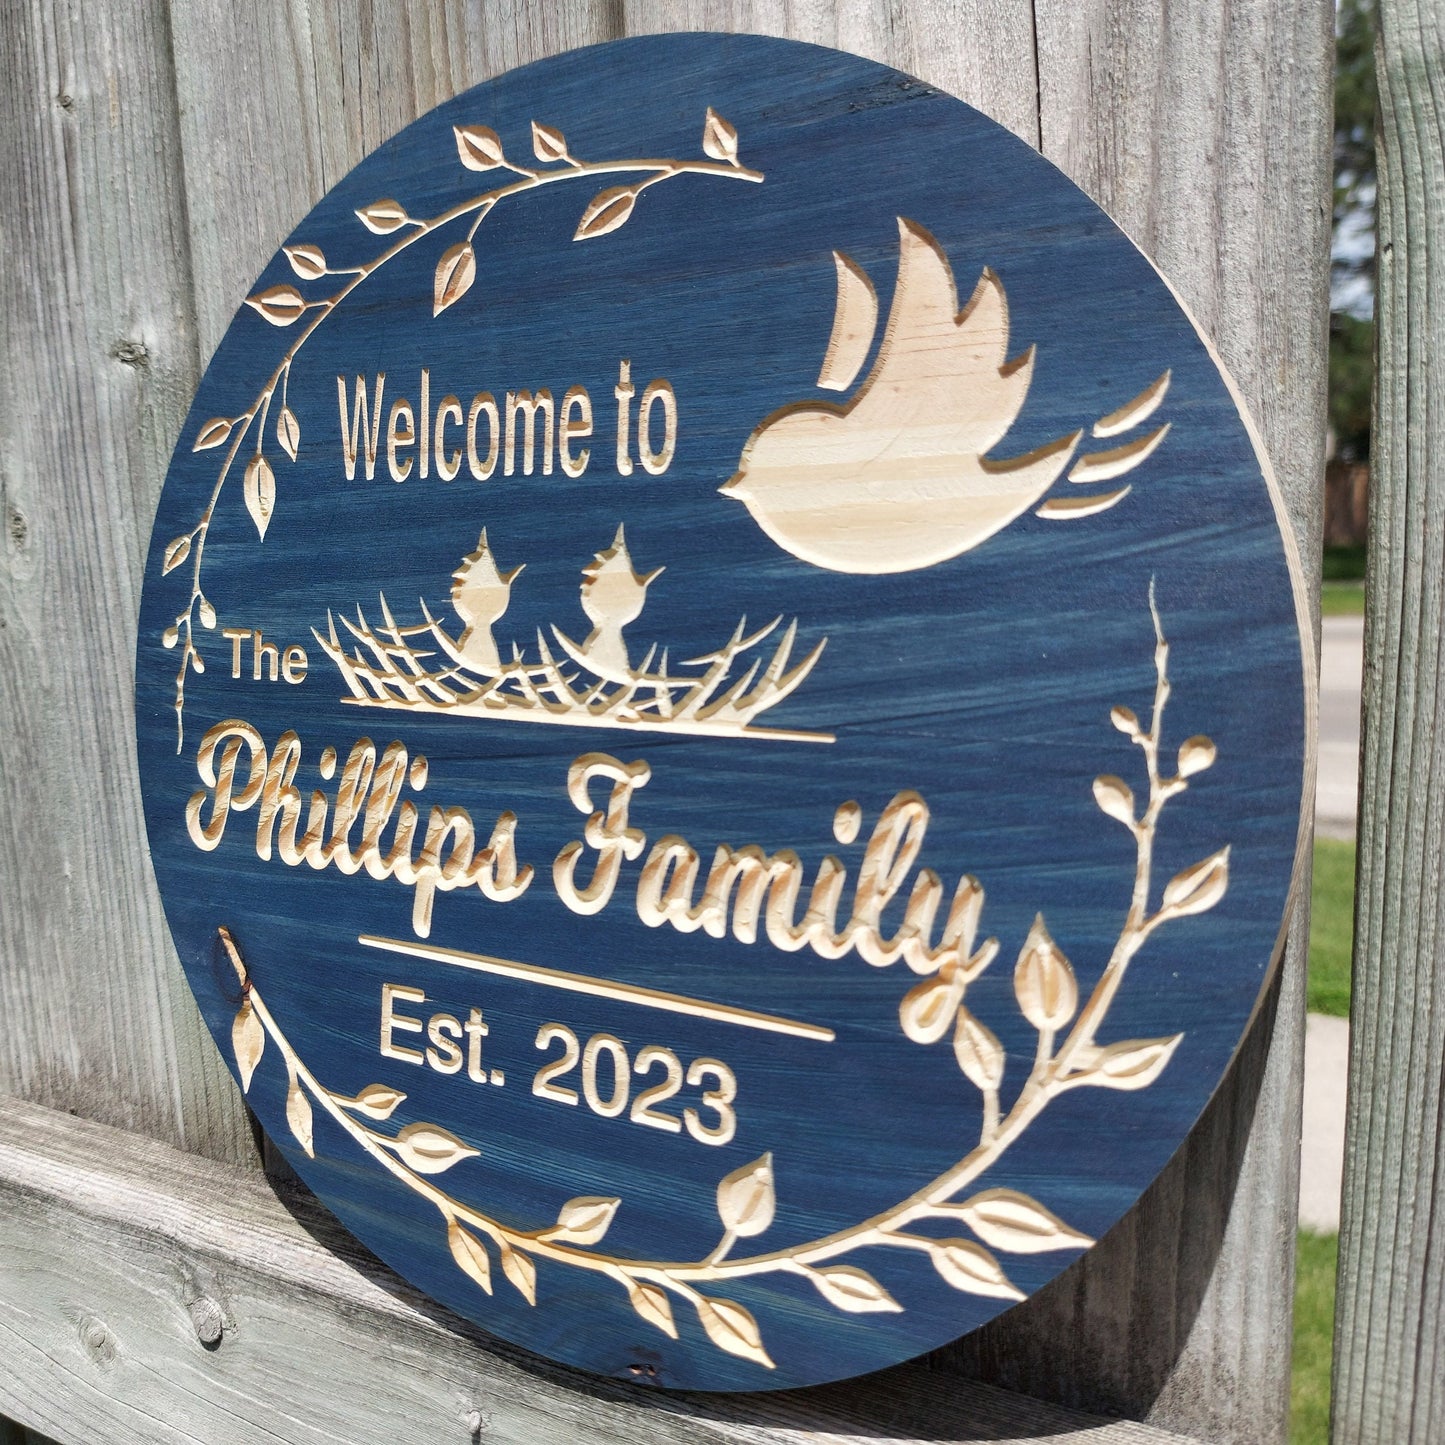 Welcome to
The
Phillips Family
Est. 2023